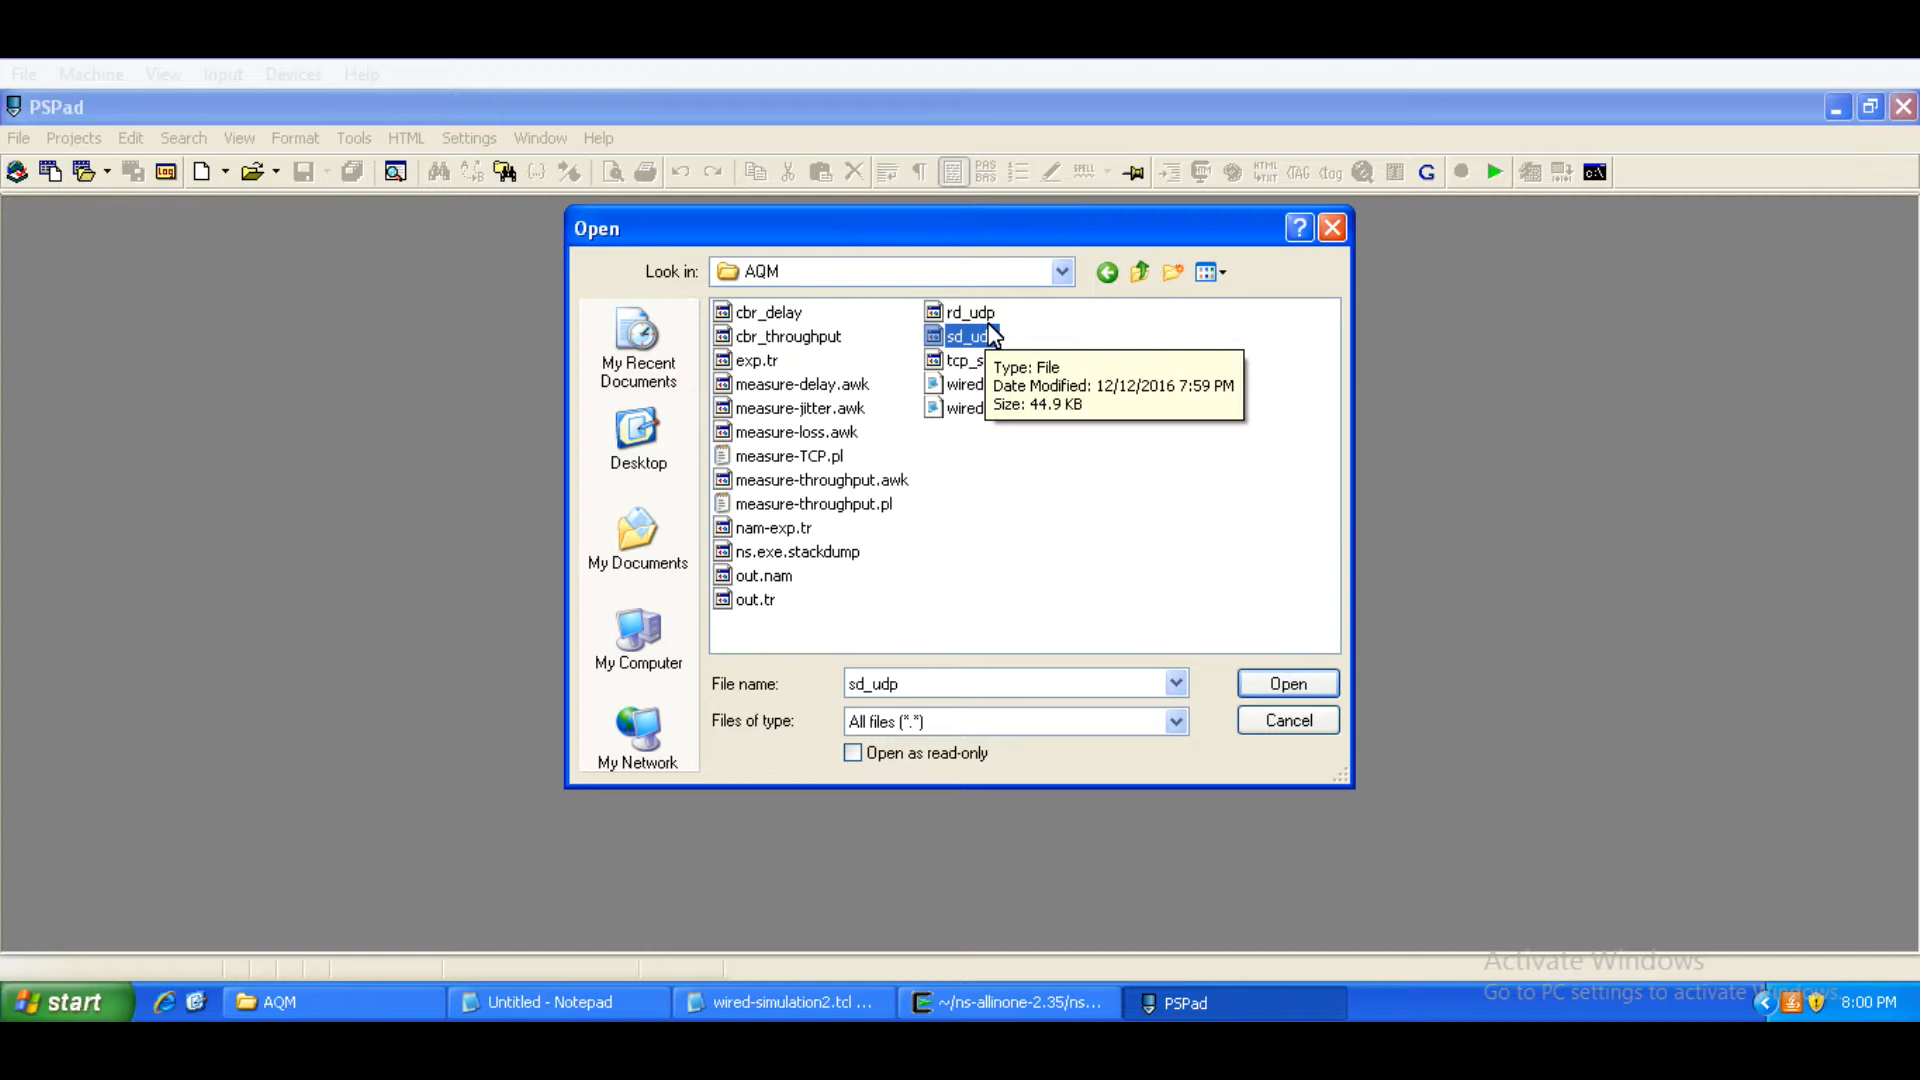 File Machine View Input Devices Help
PSPad
File Projects Edit Search View Format Tools HTML Settings Window Help
Open
Look in: AQM
cbr_delay
cbr_throughput
exp.tr
measure-delay.awk
measure-jitter.awk
measure-loss.awk
measure-TCP.pl
measure-throughput.awk
measure-throughput.pl
nam-exp.tr
ns.exe.stackdump
out.nam
out.tr
rd_udp
sd_ud
tcp_s
wired
wired
Type: File
Date Modified: 12/12/2016 7:59 PM
Size: 44.9 KB
My Recent
Documents
Desktop
My Documents
My Computer
My Network
File name: sd_udp
Open
Files of type: All files (*.*)
Cancel
Open as read-only
Activate Windows
Go to PC settings to activate Windows.
start
AQM
Untitled - Notepad
wired-simulation2.tcl ...
~/ns-allinone-2.35/ns...
PSPad
8:00 PM